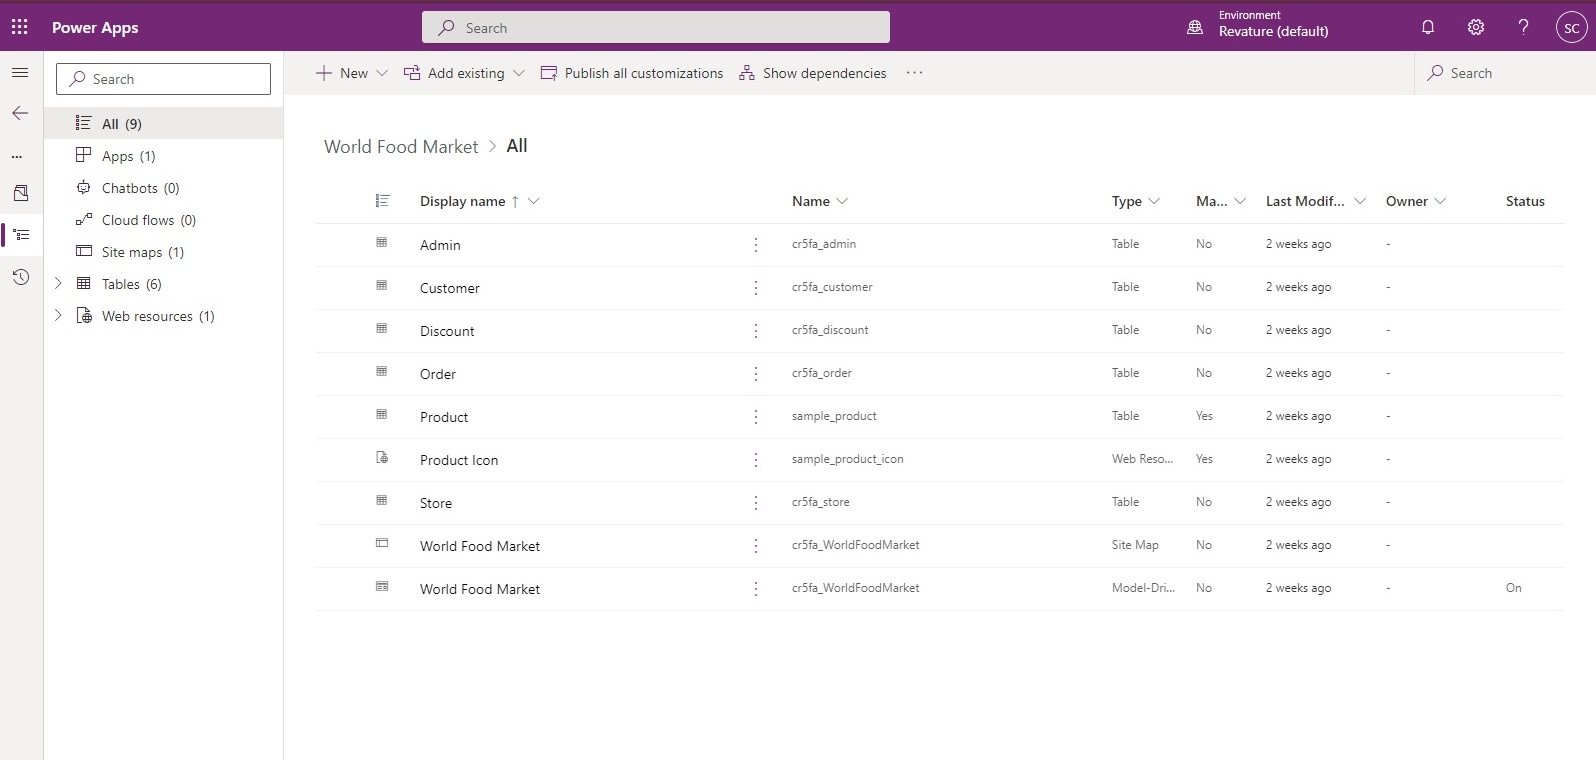 Power Apps
Search
Environment
Revature (default)
?
SC
Search
New
Add existing
Publish all customizations
Show dependencies
...
Search
All (9)
Apps (1)
Chatbots (0)
Cloud flows (0)
Site maps (1)
Tables (6)
Web resources (1)
World Food Market > All
Display name ↑ Name Type Ma... Last Modif... Owner Status
Admin cr5fa_admin Table No 2 weeks ago -
Customer cr5fa_customer Table No 2 weeks ago -
Discount cr5fa_discount Table No 2 weeks ago -
Order cr5fa_order Table No 2 weeks ago -
Product sample_product Table Yes 2 weeks ago -
Product Icon sample_product_icon Web Reso... Yes 2 weeks ago -
Store cr5fa_store Table No 2 weeks ago -
World Food Market cr5fa_WorldFoodMarket Site Map No 2 weeks ago -
World Food Market cr5fa_WorldFoodMarket Model-Dri... No 2 weeks ago - On